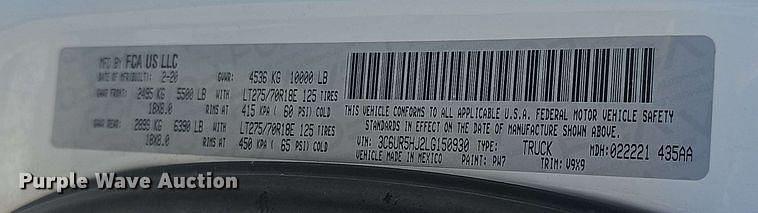 MFG BY FCA US LLC
DATE OF MFR(BUILT): 2-20 GVWR: 4536 KG 10000 LB
GAWR FRONT: 2495 KG 5500 LB WITH LT275/70R18E 125 TIRES
18X8.0 RIMS AT 415 KPA ( 60 PSI) COLD
GAWR REAR: 2899 KG 6390 LB WITH LT275/70R18E 125 TIRES
18X8.0 RIMS AT 450 KPA ( 65 PSI) COLD
THIS VEHICLE CONFORMS TO ALL APPLICABLE U.S.A. FEDERAL MOTOR VEHICLE SAFETY
STANDARDS IN EFFECT ON THE DATE OF MANUFACTURE SHOWN ABOVE.
VIN: 3C6UR5HJ2LG150930 TRUCK MDH: 022221 435AA
VEHICLE MADE IN MEXICO PAINT: PW7 TRIM: V9X9
Purple Wave Auction